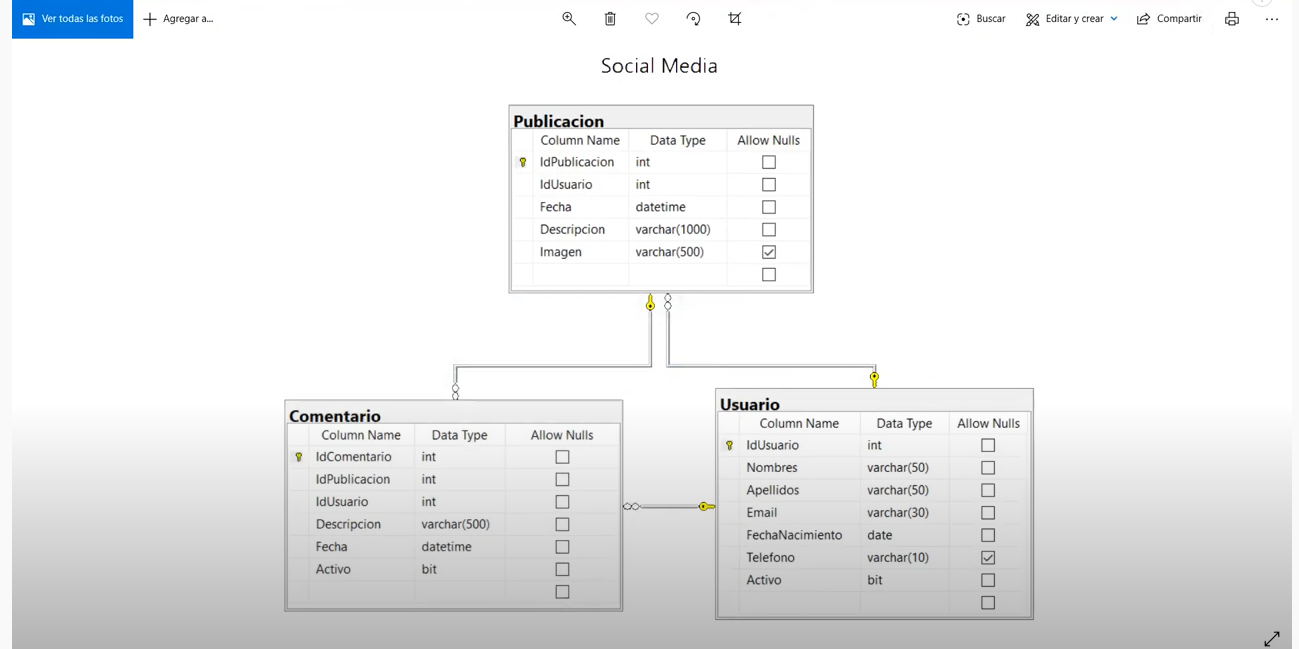 Ver todas las fotos
Agregar a...
Buscar
Editar y crear
Compartir
Social Media
Publicacion
Column Name Data Type Allow Nulls
IdPublicacion int
IdUsuario int
Fecha datetime
Descripcion varchar(1000)
Imagen varchar(500)
Comentario
Column Name Data Type Allow Nulls
IdComentario int
IdPublicacion int
IdUsuario int
Descripcion varchar(500)
Fecha datetime
Activo bit
Usuario
Column Name Data Type Allow Nulls
IdUsuario int
Nombres varchar(50)
Apellidos varchar(50)
Email varchar(30)
FechaNacimiento date
Telefono varchar(10)
Activo bit